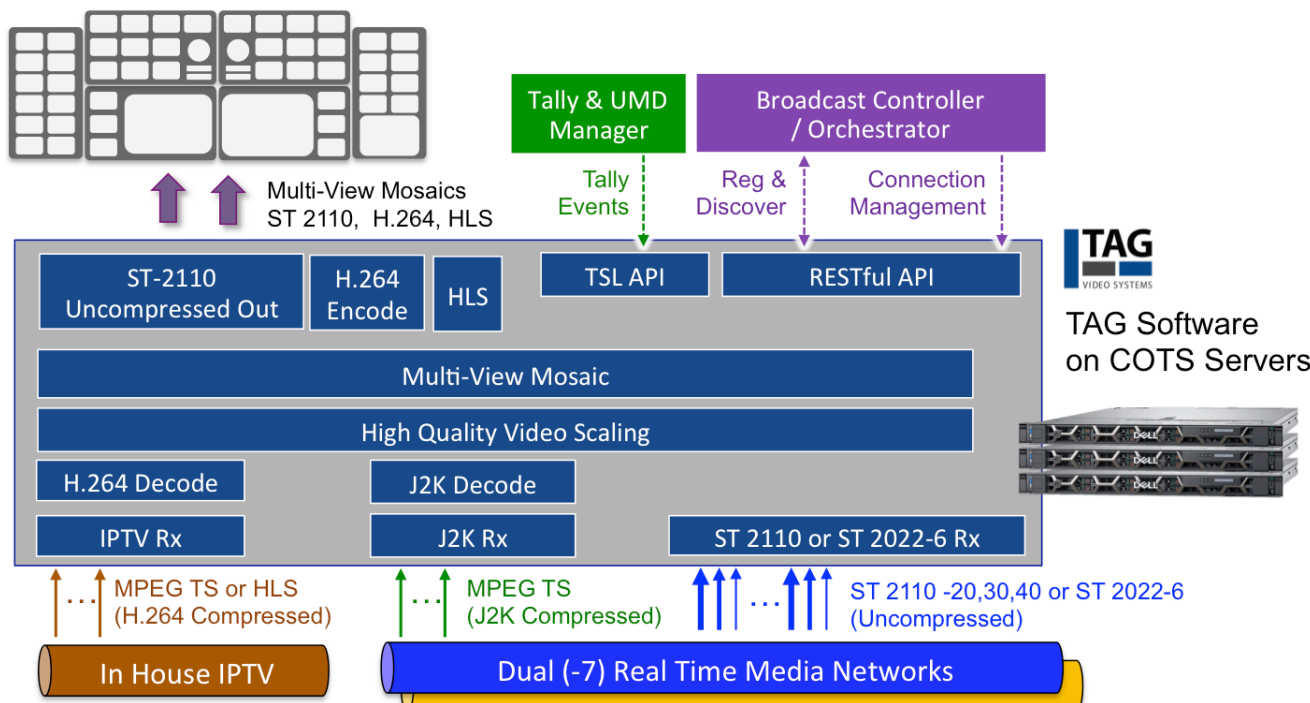 Tally & UMD
Manager
Broadcast Controller
/ Orchestrator
Multi-View Mosaics
ST 2110, H.264, HLS
Tally
Events
Reg &
Discover
Connection
Management
ST-2110
Uncompressed Out
H.264
Encode
HLS
TSL API
RESTful API
TAG
VIDEO SYSTEMS
TAG Software
on COTS Servers
Multi-View Mosaic
High Quality Video Scaling
H.264 Decode
J2K Decode
IPTV Rx
J2K Rx
ST 2110 or ST 2022-6 Rx
DELL
DELL
DELL
...
MPEG TS or HLS
(H.264 Compressed)
...
MPEG TS
(J2K Compressed)
...
ST 2110 -20,30,40 or ST 2022-6
(Uncompressed)
In House IPTV
Dual (-7) Real Time Media Networks